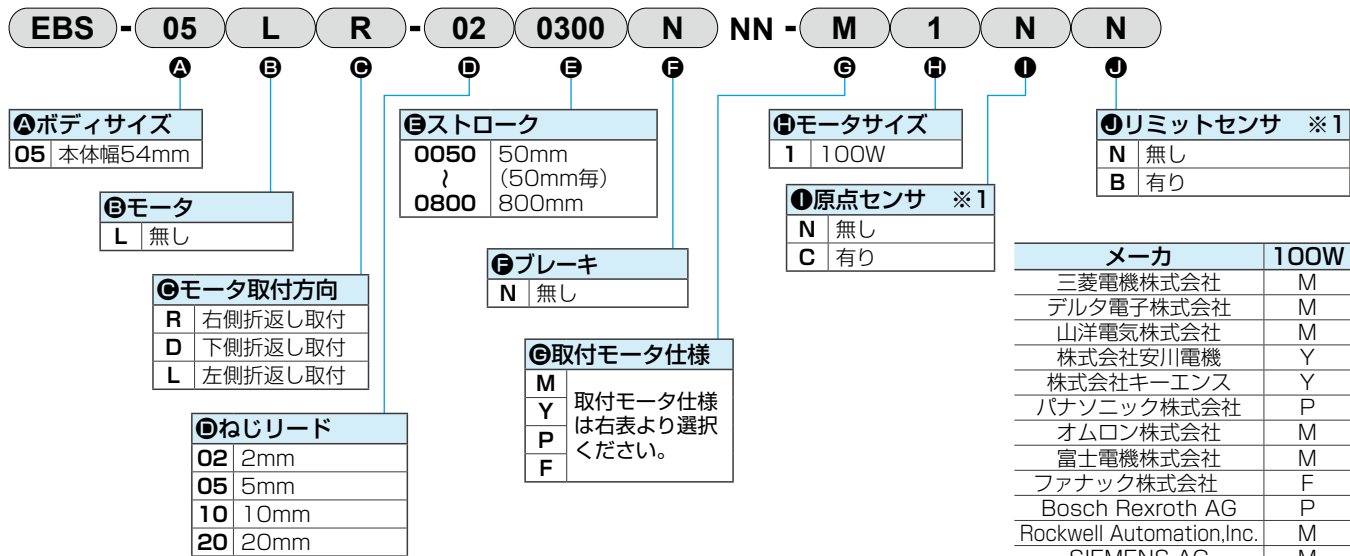 EBS - 05 L R - 02 0300 N NN - M 1 N N
A B C D E F G H I J
Aボディサイズ
05 本体幅54mm
Bモータ
L 無し
Cモータ取付方向
R 右側折返し取付
D 下側折返し取付
L 左側折返し取付
Dねじリード
02 2mm
05 5mm
10 10mm
20 20mm
Eストローク
0050 50mm
〜 (50mm毎)
0800 800mm
Fブレーキ
N 無し
G取付モータ仕様
M
Y
P
F
取付モータ仕様
は右表より選択
ください。
Hモータサイズ
1 100W
I原点センサ ※1
N 無し
C 有り
Jリミットセンサ ※1
N 無し
B 有り
メーカ 100W
三菱電機株式会社 M
デルタ電子株式会社 M
山洋電気株式会社 M
株式会社安川電機 Y
株式会社キーエンス Y
パナソニック株式会社 P
オムロン株式会社 M
富士電機株式会社 M
ファナック株式会社 F
Bosch Rexroth AG P
Rockwell Automation,Inc. M
SIEMENS AG M